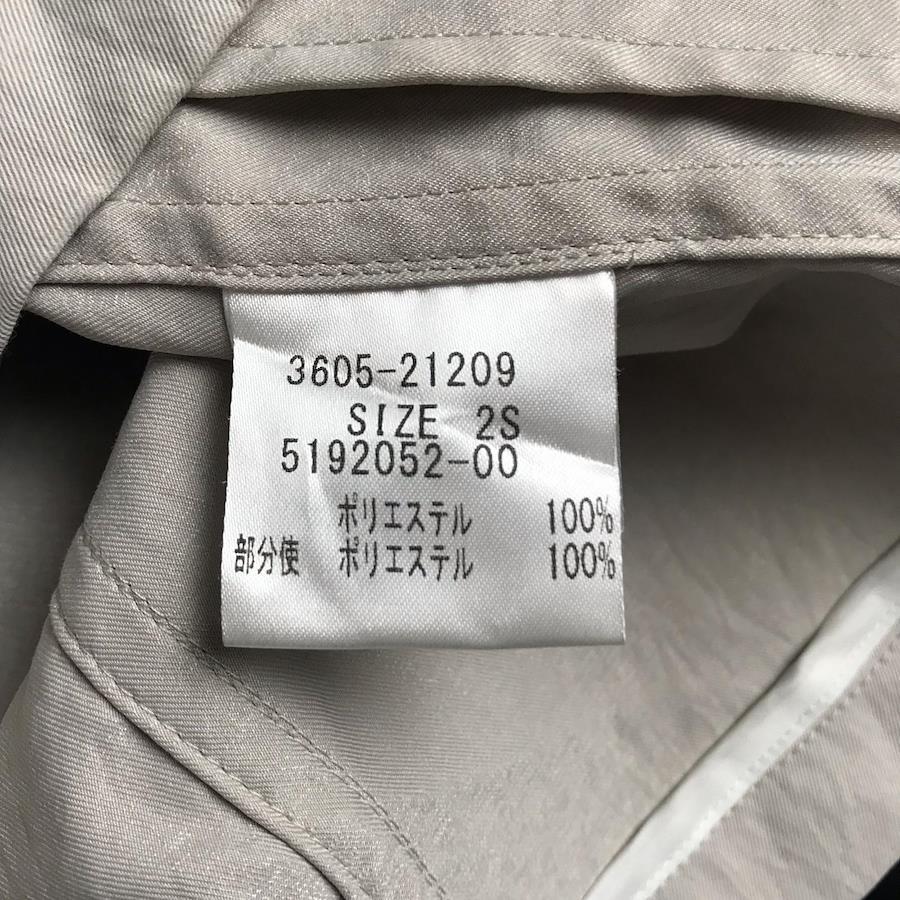 3605-21209
SIZE 2S
5192052-00
ポリエステル 100%
部分使 ポリエステル 100%